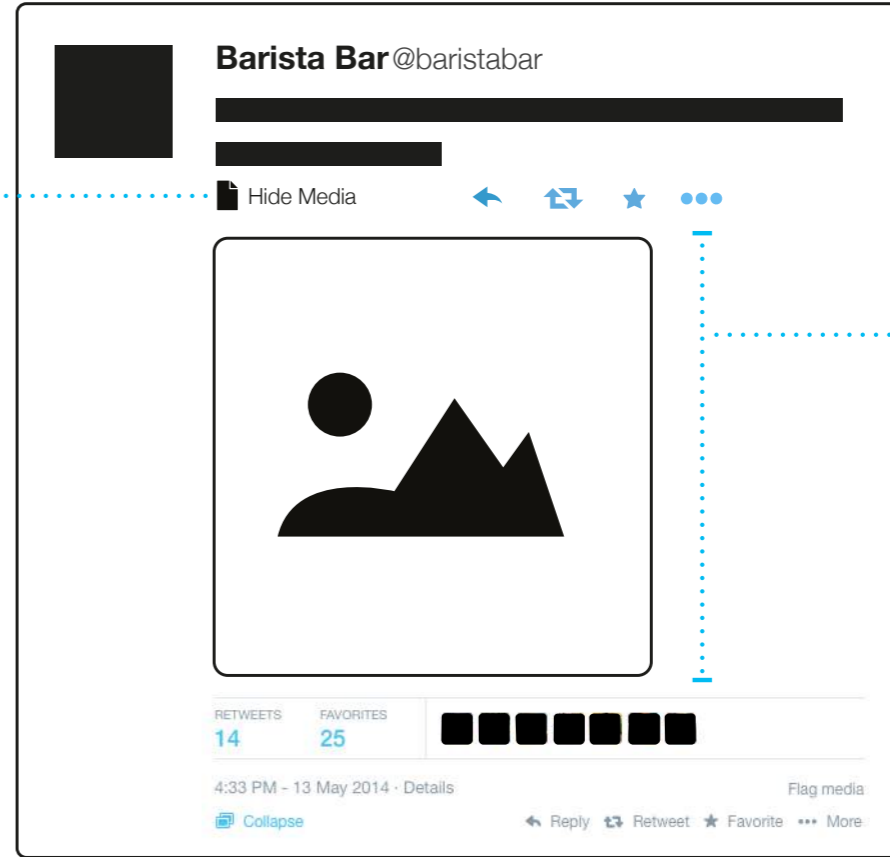 Barista Bar @baristabar
Hide Media
RETWEETS FAVORITES
14 25
4:33 PM - 13 May 2014 · Details Flag media
Collapse Reply Retweet Favorite ••• More